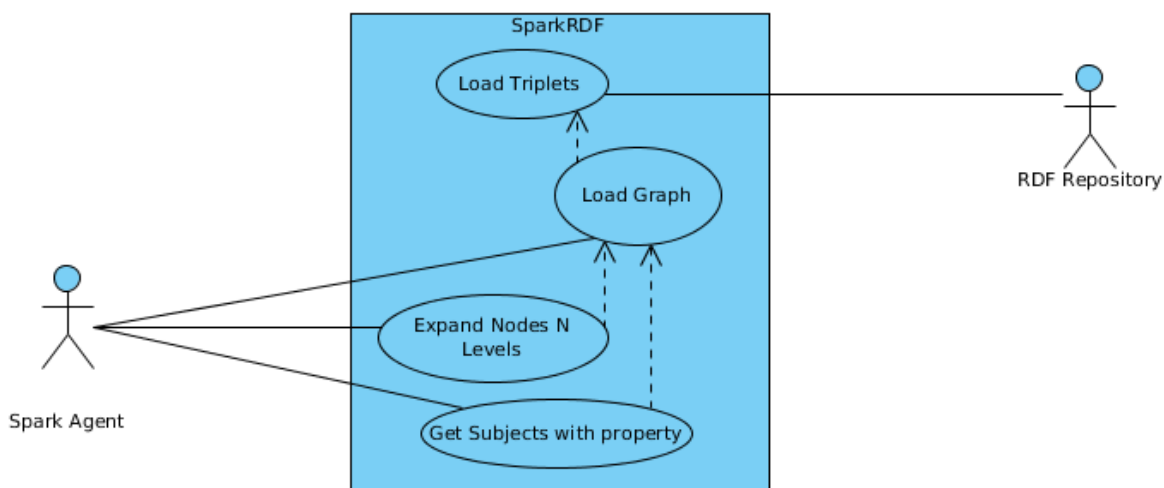 SparkRDF
Load Triplets
RDF Repository
Load Graph
Expand Nodes N
Levels
Spark Agent
Get Subjects with property